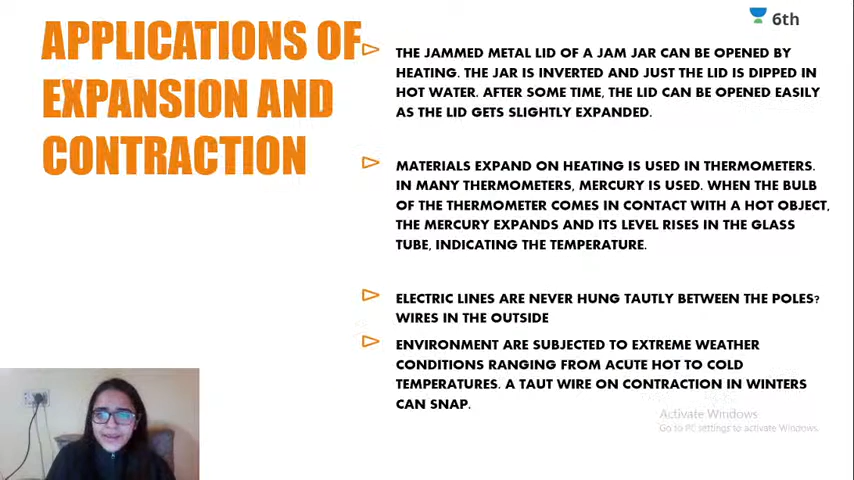 APPLICATIONS OF
EXPANSION AND
CONTRACTION
6th
THE JAMMED METAL LID OF A JAM JAR CAN BE OPENED BY
HEATING. THE JAR IS INVERTED AND JUST THE LID IS DIPPED IN
HOT WATER. AFTER SOME TIME, THE LID CAN BE OPENED EASILY
AS THE LID GETS SLIGHTLY EXPANDED.
MATERIALS EXPAND ON HEATING IS USED IN THERMOMETERS.
IN MANY THERMOMETERS, MERCURY IS USED. WHEN THE BULB
OF THE THERMOMETER COMES IN CONTACT WITH A HOT OBJECT,
THE MERCURY EXPANDS AND ITS LEVEL RISES IN THE GLASS
TUBE, INDICATING THE TEMPERATURE.
ELECTRIC LINES ARE NEVER HUNG TAUTLY BETWEEN THE POLES?
WIRES IN THE OUTSIDE
ENVIRONMENT ARE SUBJECTED TO EXTREME WEATHER
CONDITIONS RANGING FROM ACUTE HOT TO COLD
TEMPERATURES. A TAUT WIRE ON CONTRACTION IN WINTERS
CAN SNAP.
Activate Windows
Go to PC settings to activate Windows.